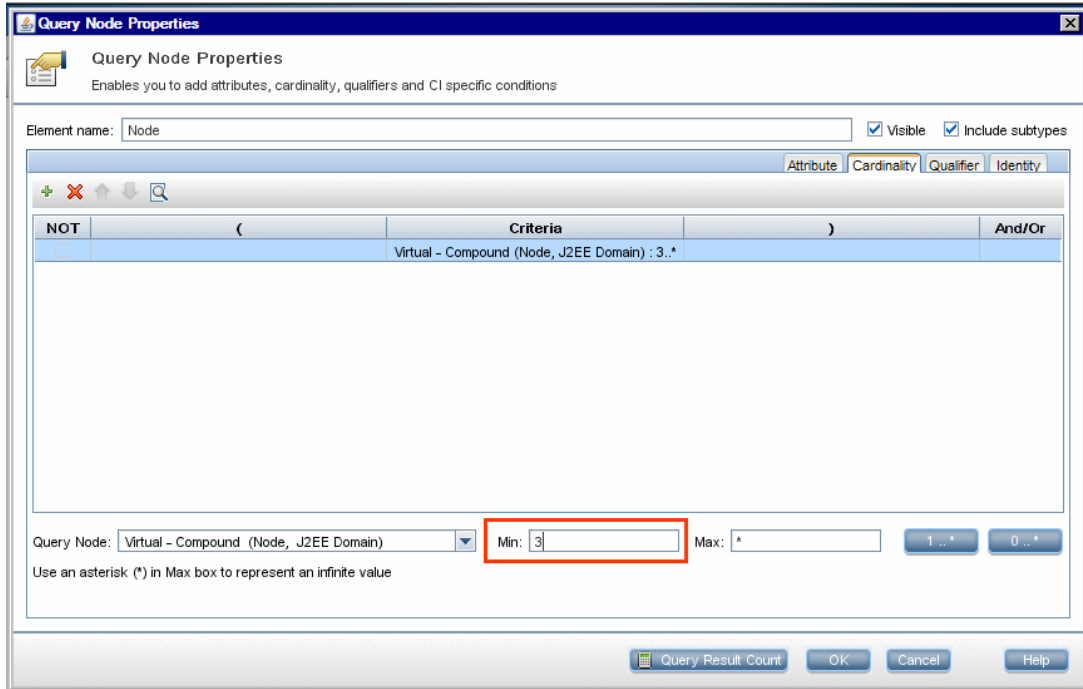 Query Node Properties
Query Node Properties
Enables you to add attributes, cardinality, qualifiers and CI specific conditions
Element name: Node Visible Include subtypes
Attribute Cardinality Qualifier Identity
NOT ( Criteria ) And/Or
Virtual - Compound (Node, J2EE Domain) : 3..*
Query Node: Virtual - Compound (Node, J2EE Domain) Min: 3 Max: * 1 ..* 0 ..*
Use an asterisk (*) in Max box to represent an infinite value
Query Result Count OK Cancel Help